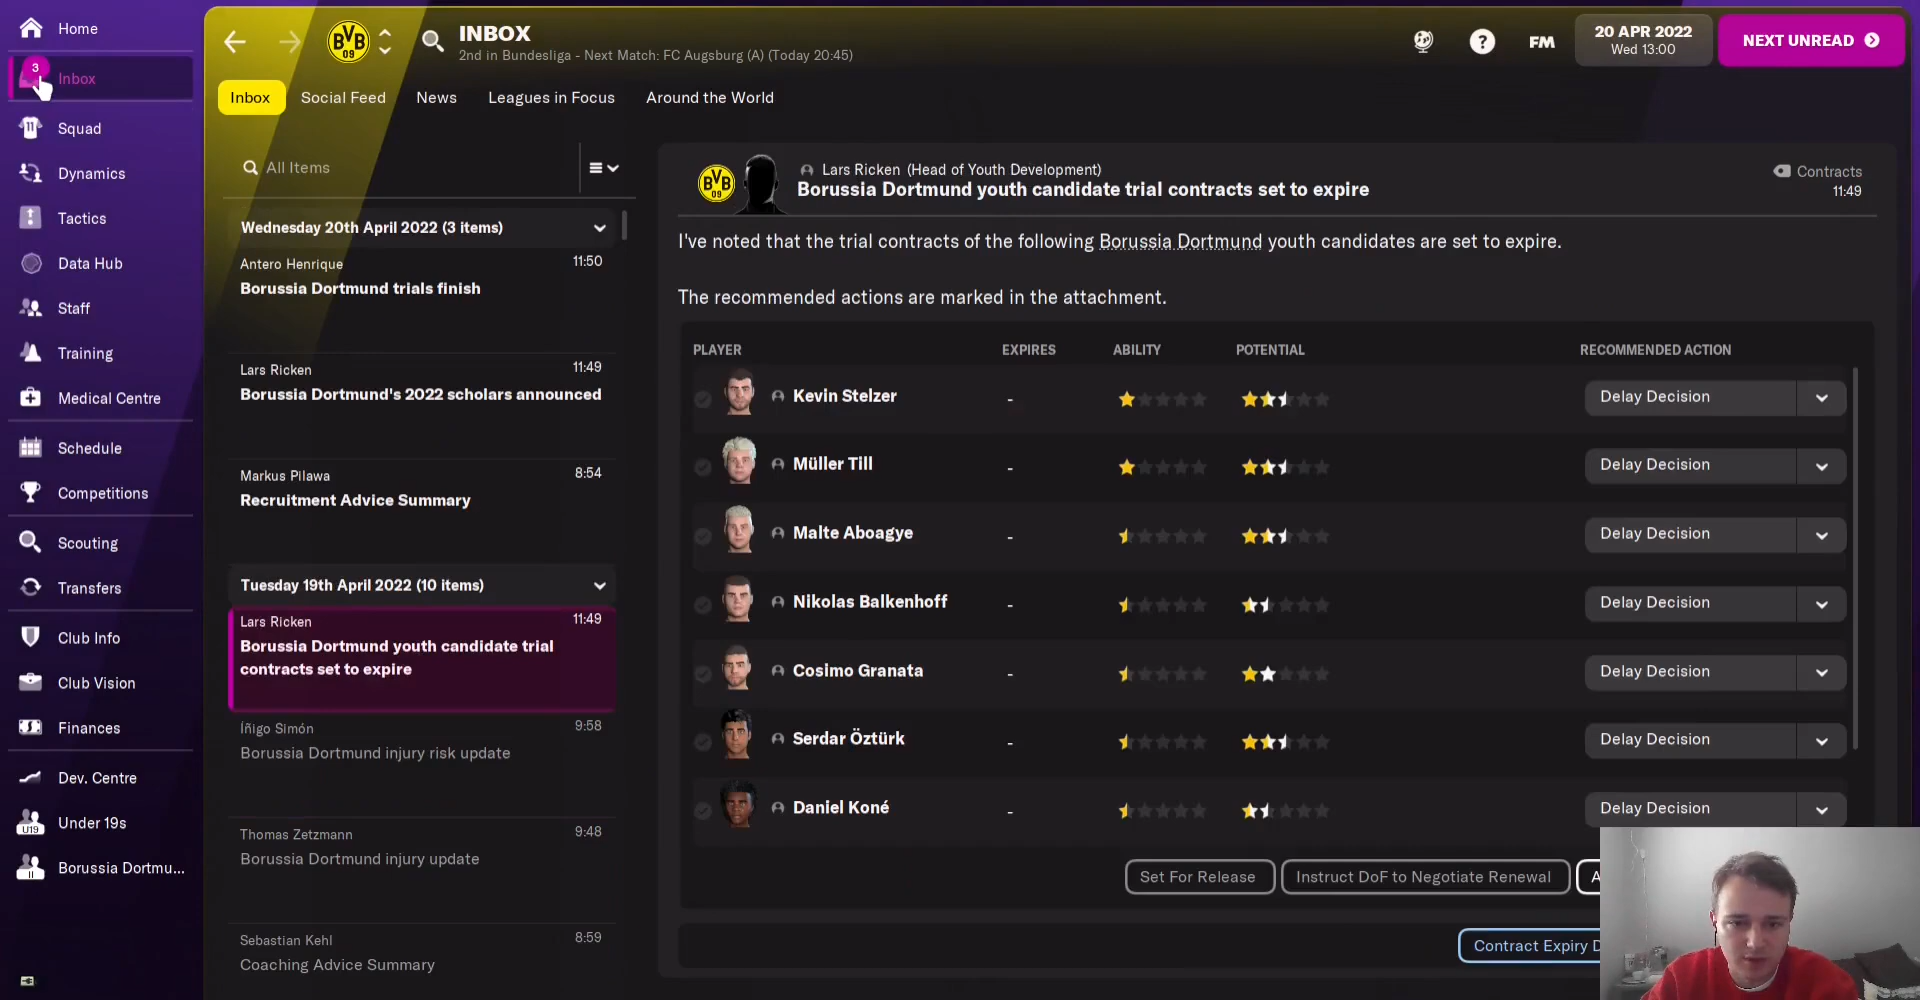 Home
3
Inbox
Squad
Dynamics
Tactics
Data Hub
Staff
Training
Medical Centre
Schedule
Competitions
Scouting
Transfers
Club Info
Club Vision
Finances
Dev. Centre
U19
Under 19s
II
Borussia Dortmu...
BVB
09
INBOX
2nd in Bundesliga - Next Match: FC Augsburg (A) (Today 20:45)
?
FM
20 APR 2022
Wed 13:00
NEXT UNREAD
Inbox
Social Feed
News
Leagues in Focus
Around the World
All Items
Wednesday 20th April 2022 (3 items)
Antero Henrique
11:50
Borussia Dortmund trials finish
Lars Ricken
11:49
Borussia Dortmund's 2022 scholars announced
Markus Pilawa
8:54
Recruitment Advice Summary
Tuesday 19th April 2022 (10 items)
Lars Ricken
11:49
Borussia Dortmund youth candidate trial
contracts set to expire
Íñigo Simón
9:58
Borussia Dortmund injury risk update
Thomas Zetzmann
9:48
Borussia Dortmund injury update
Sebastian Kehl
8:59
Coaching Advice Summary
BVB
09
Lars Ricken (Head of Youth Development)
Borussia Dortmund youth candidate trial contracts set to expire
Contracts
11:49
I've noted that the trial contracts of the following Borussia Dortmund youth candidates are set to expire.
The recommended actions are marked in the attachment.
PLAYER EXPIRES ABILITY POTENTIAL RECOMMENDED ACTION
Kevin Stelzer - Delay Decision
Müller Till - Delay Decision
Malte Aboagye - Delay Decision
Nikolas Balkenhoff - Delay Decision
Cosimo Granata - Delay Decision
Serdar Öztürk - Delay Decision
Daniel Koné - Delay Decision
Set For Release
Instruct DoF to Negotiate Renewal
Contract Expiry